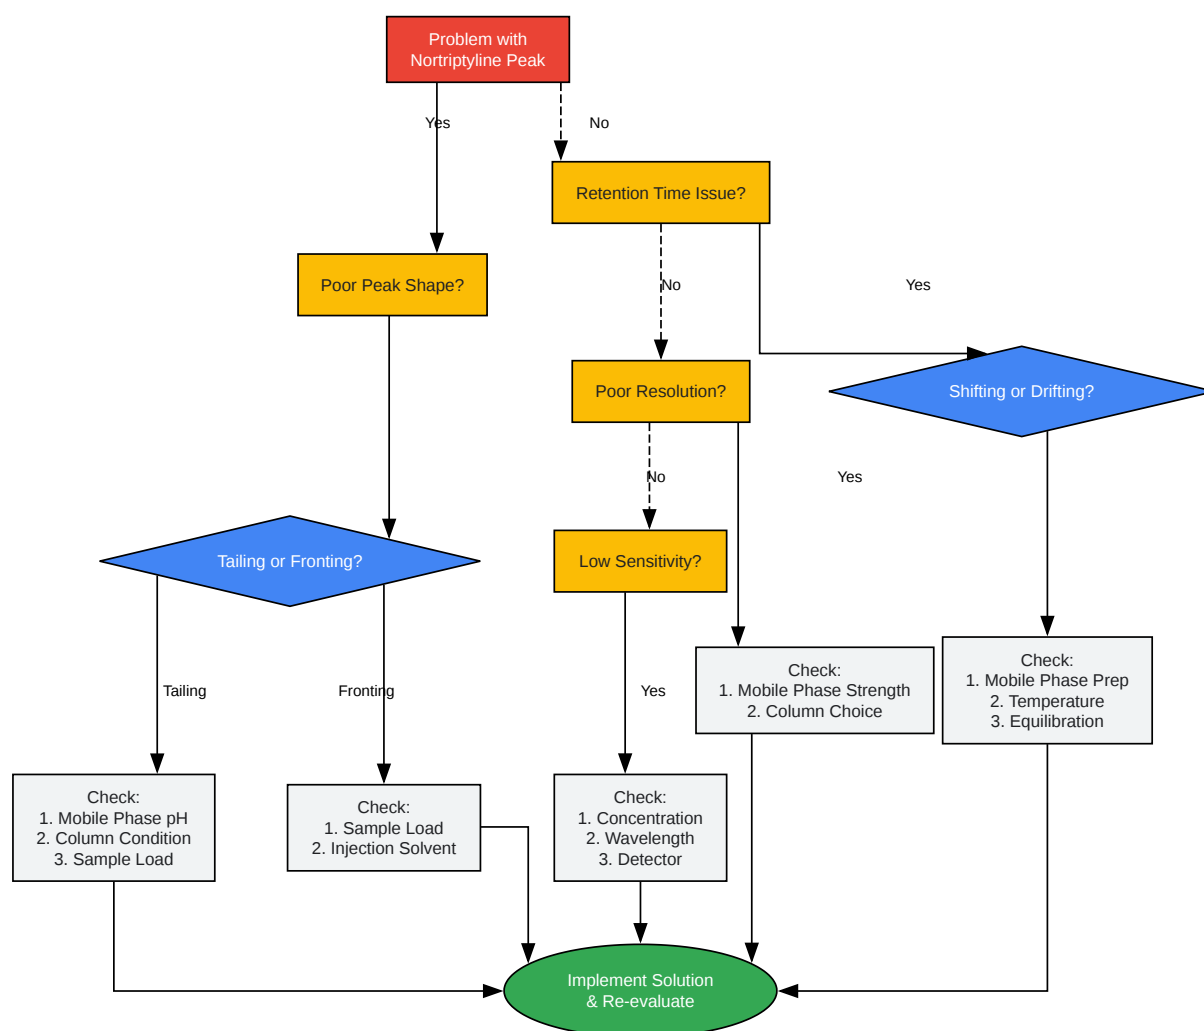 Problem with
Nortriptyline Peak
Yes
No
Retention Time Issue?
Poor Peak Shape?
No
Yes
Poor Resolution?
Shifting or Drifting?
No
Yes
Tailing or Fronting?
Low Sensitivity?
Tailing
Fronting
Yes
Check:
1. Mobile Phase Strength
2. Column Choice
Check:
1. Mobile Phase Prep
2. Temperature
3. Equilibration
Check:
1. Mobile Phase pH
2. Column Condition
3. Sample Load
Check:
1. Sample Load
2. Injection Solvent
Check:
1. Concentration
2. Wavelength
3. Detector
Implement Solution
& Re-evaluate